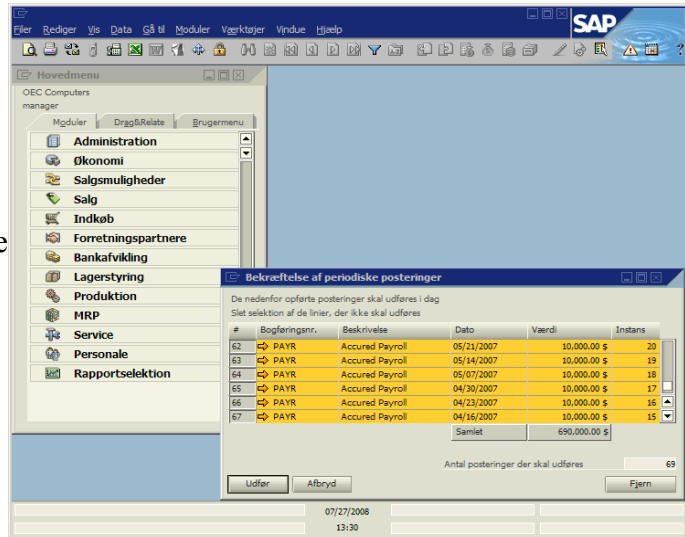 Filer Rediger Vis Data Gå til Moduler Værktøjer Vindue Hjælp
SAP
?
Hovedmenu
OEC Computers
manager
Moduler Drag&Relate Brugermenu
Administration
Økonomi
Salgsmuligheder
Salg
Indkøb
Forretningspartnere
e
Bankafvikling
Lagerstyring
Produktion
MRP
Service
Personale
Rapportselektion
Bekræftelse af periodiske posteringer
De nedenfor opførte posteringer skal udføres i dag
Slet selektion af de linier, der ikke skal udføres
# Bogføringsnr. Beskrivelse Dato Værdi Instans
62 PAYR Accured Payroll 05/21/2007 10,000.00 $ 20
63 PAYR Accured Payroll 05/14/2007 10,000.00 $ 19
64 PAYR Accured Payroll 05/07/2007 10,000.00 $ 18
65 PAYR Accured Payroll 04/30/2007 10,000.00 $ 17
66 PAYR Accured Payroll 04/23/2007 10,000.00 $ 16
67 PAYR Accured Payroll 04/16/2007 10,000.00 $ 15
Samlet 690,000.00 $
Antal posteringer der skal udføres 69
Udfør Afbryd Fjern
07/27/2008
13:30